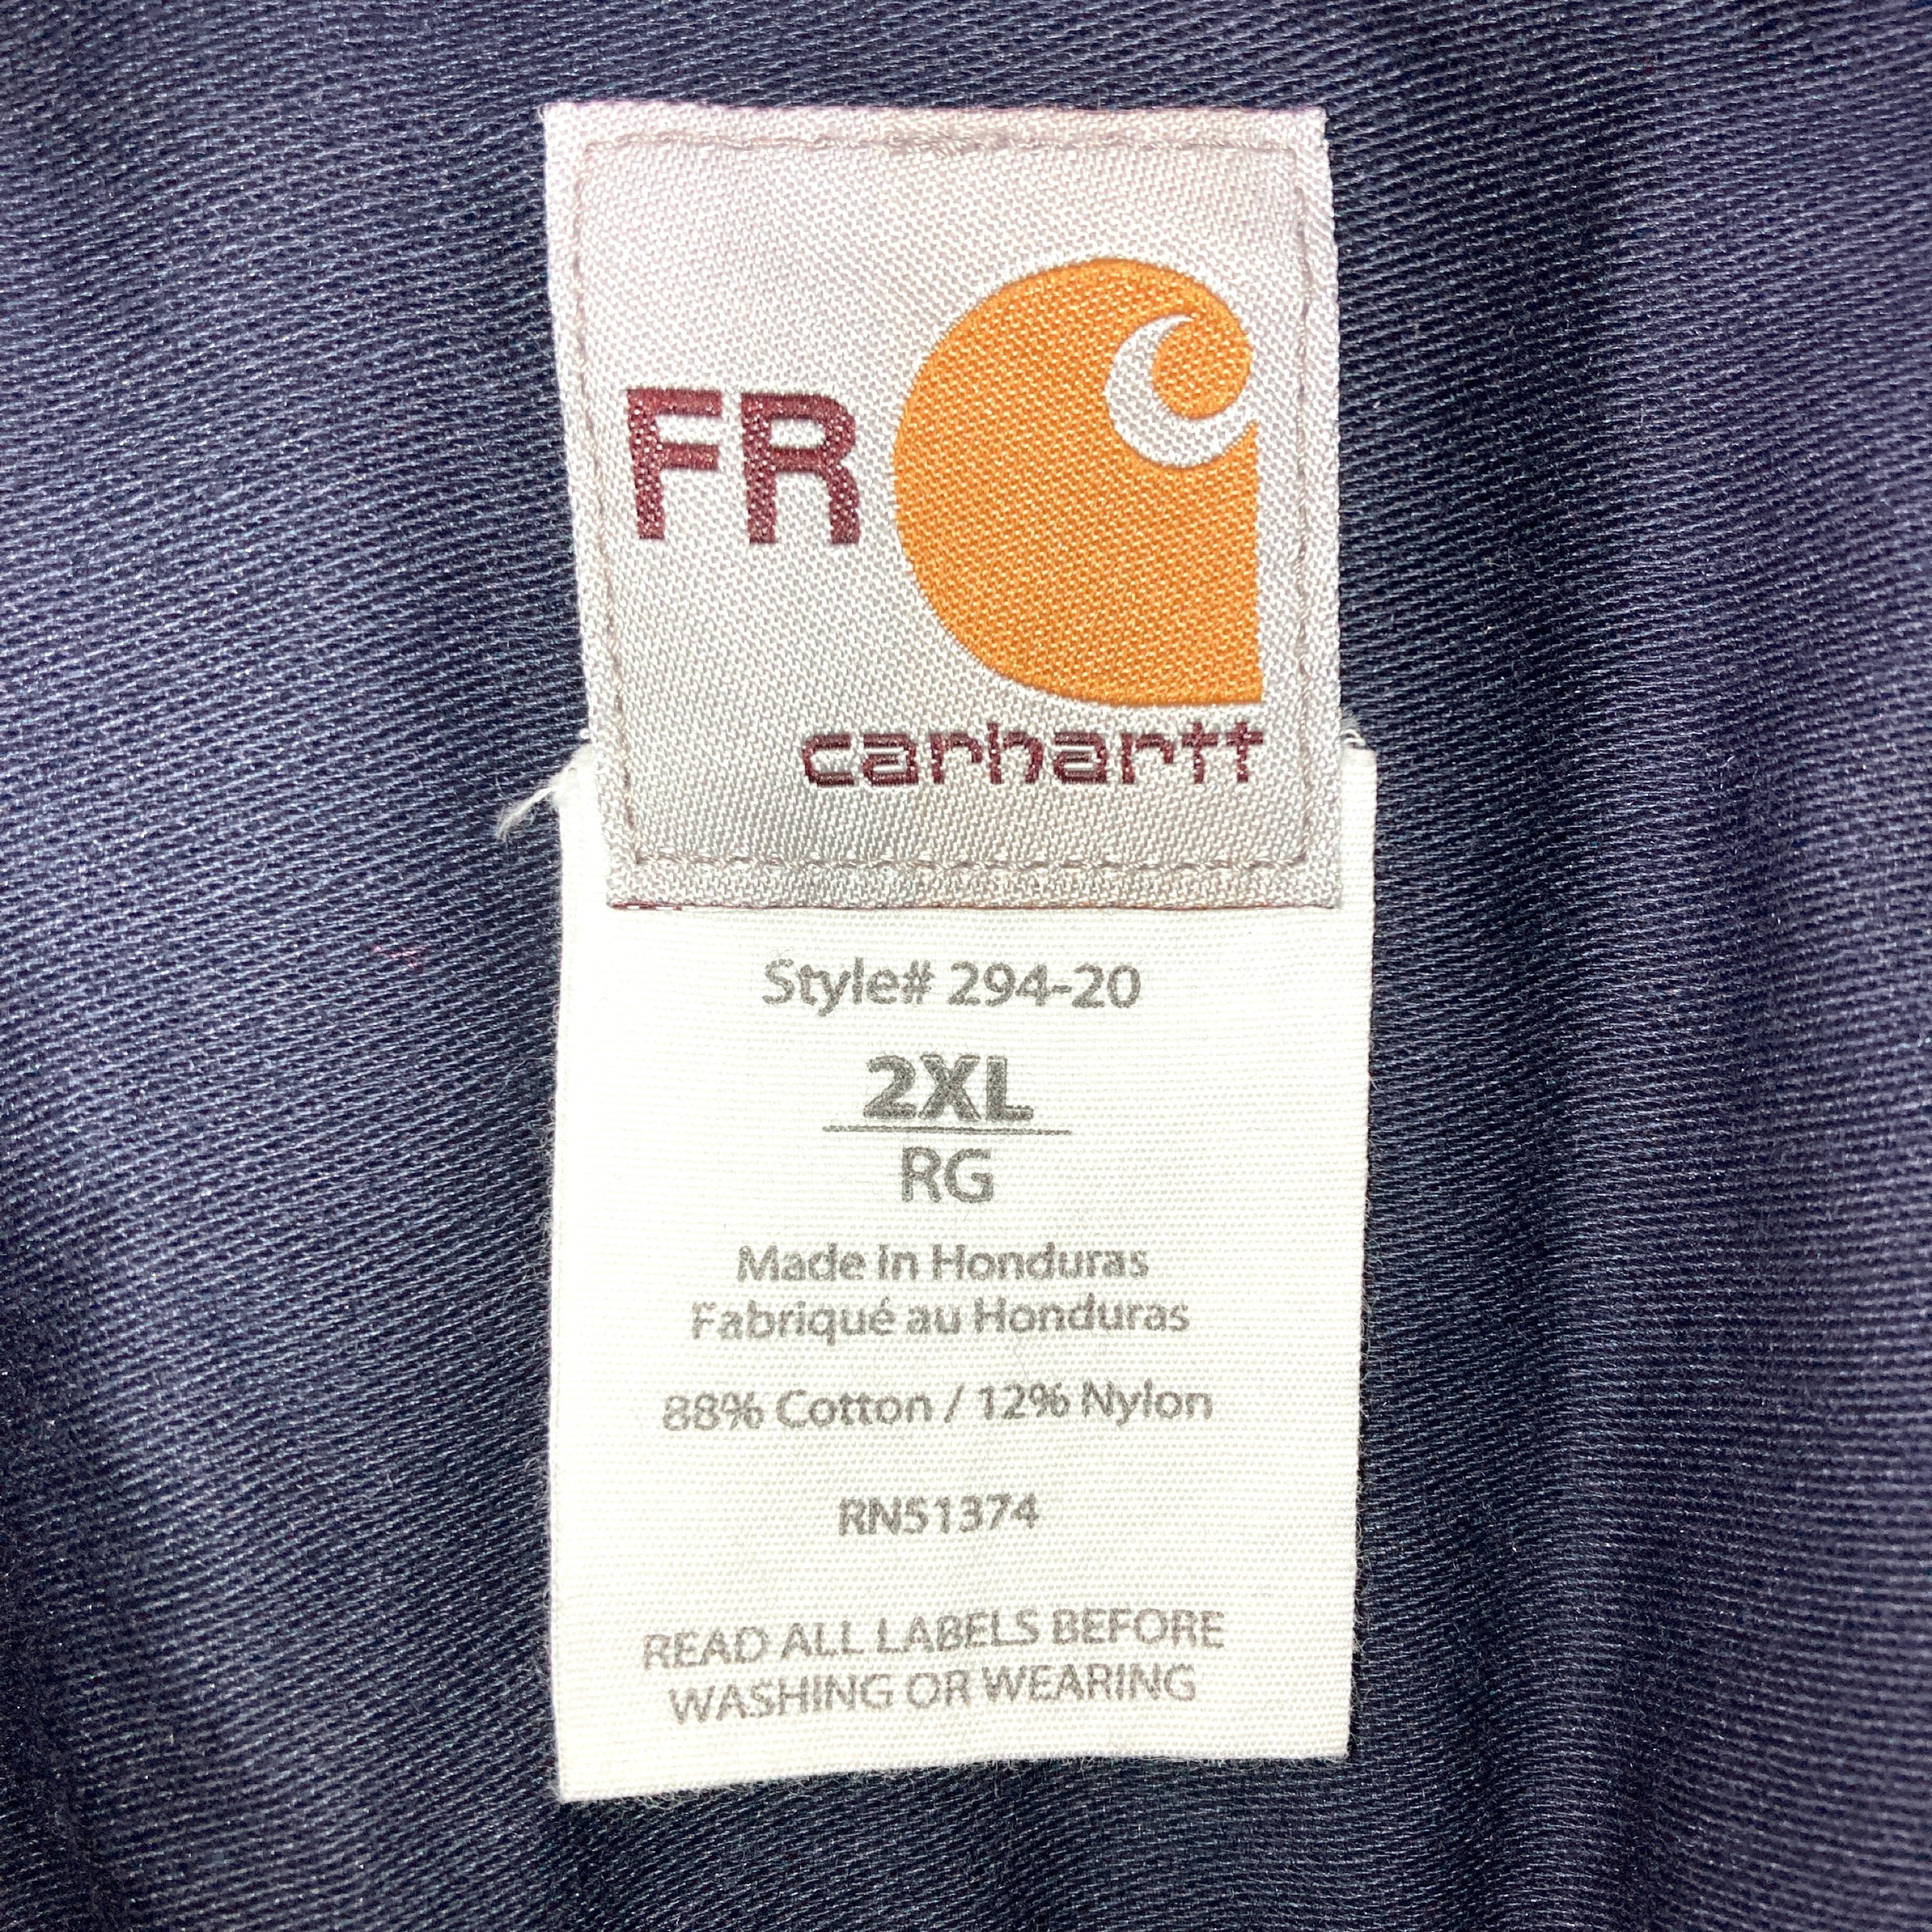 FR
carhartt
Style# 294-20
2XL
RG
Made in Honduras
Fabriqué au Honduras
88% Cotton / 12% Nylon
RN51374
READ ALL LABELS BEFORE
WASHING OR WEARING